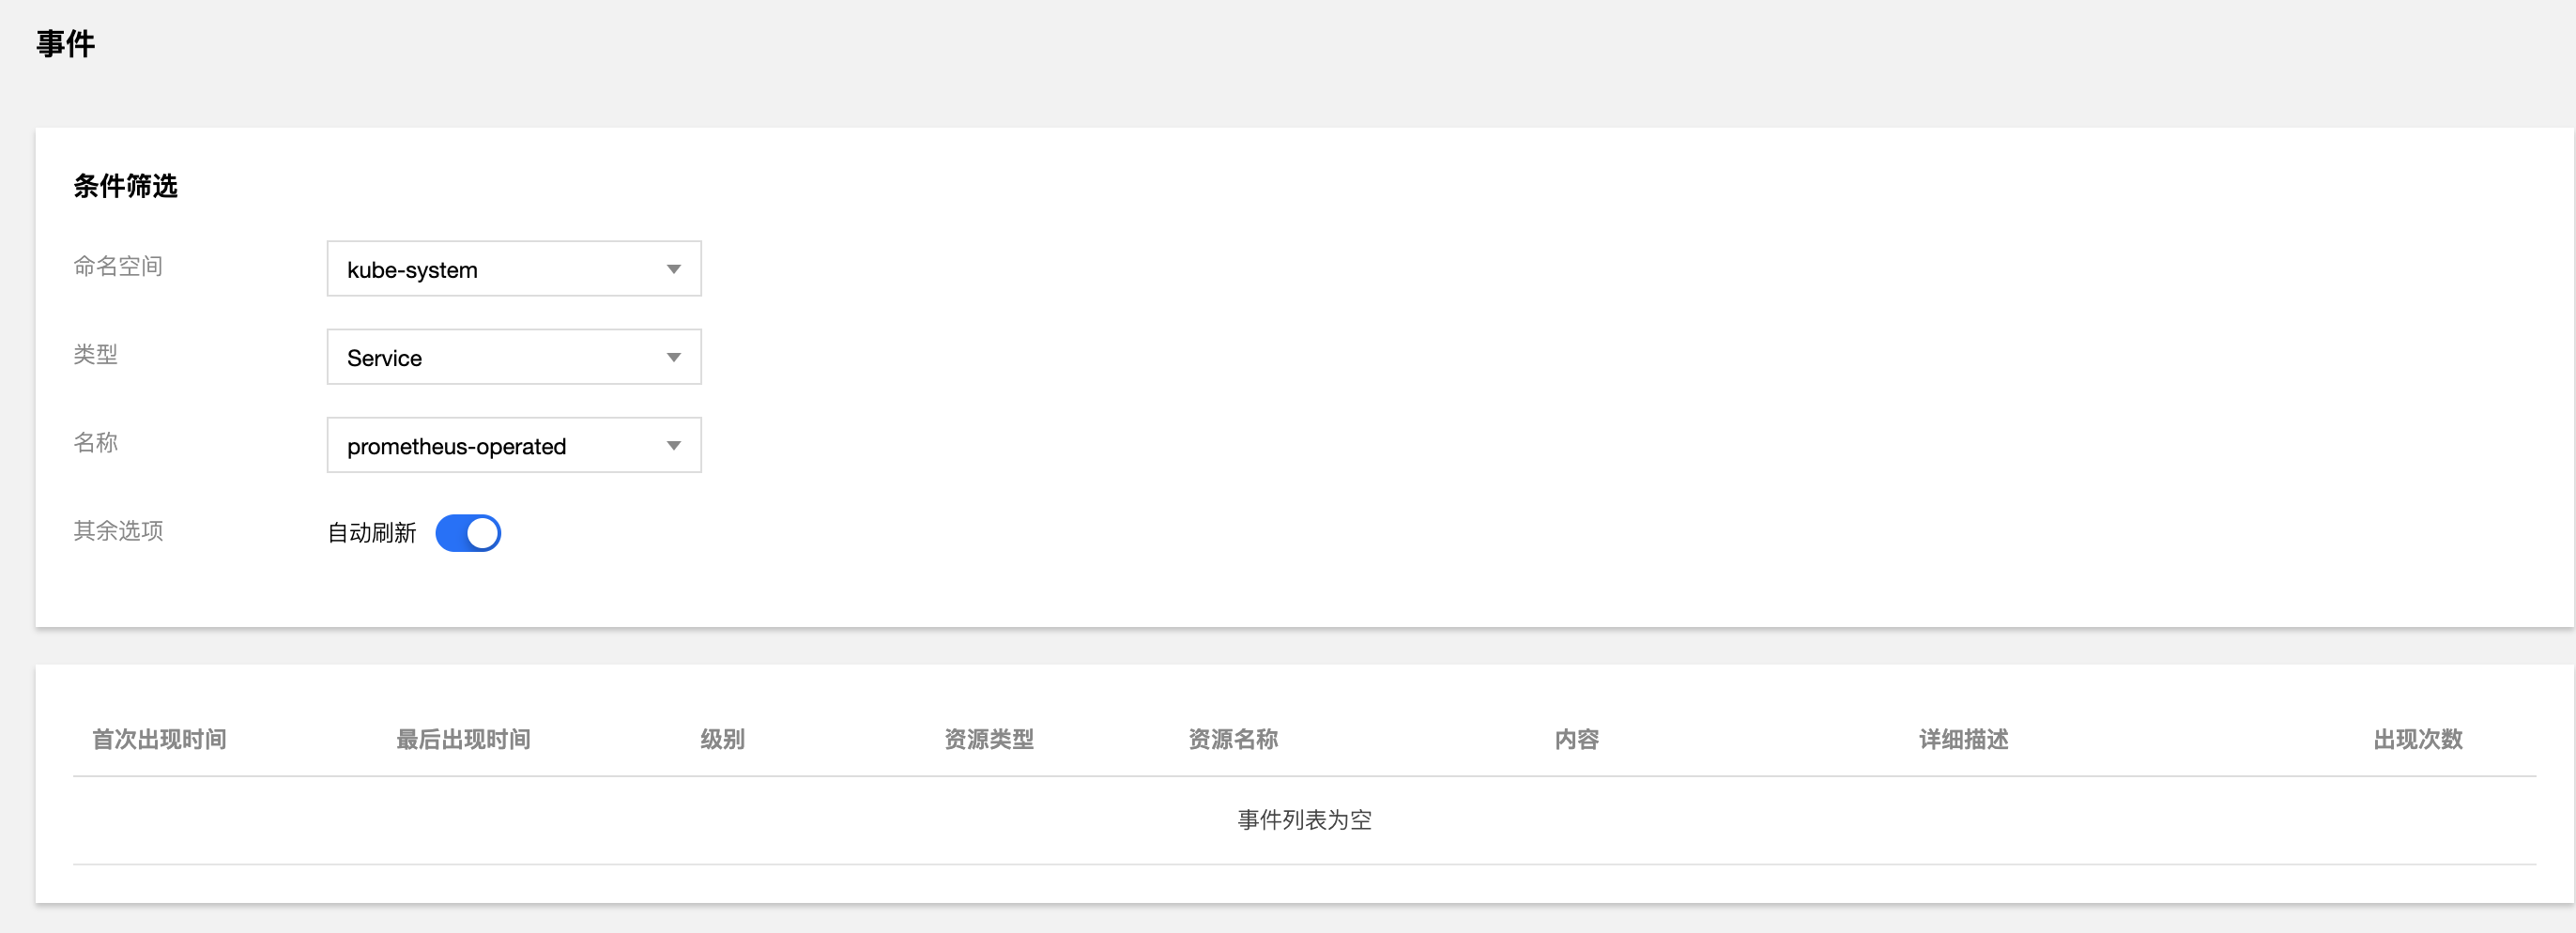 事件
条件筛选
命名空间 kube-system
类型 Service
名称 prometheus-operated
其余选项 自动刷新
首次出现时间 最后出现时间 级别 资源类型 资源名称 内容 详细描述 出现次数
事件列表为空